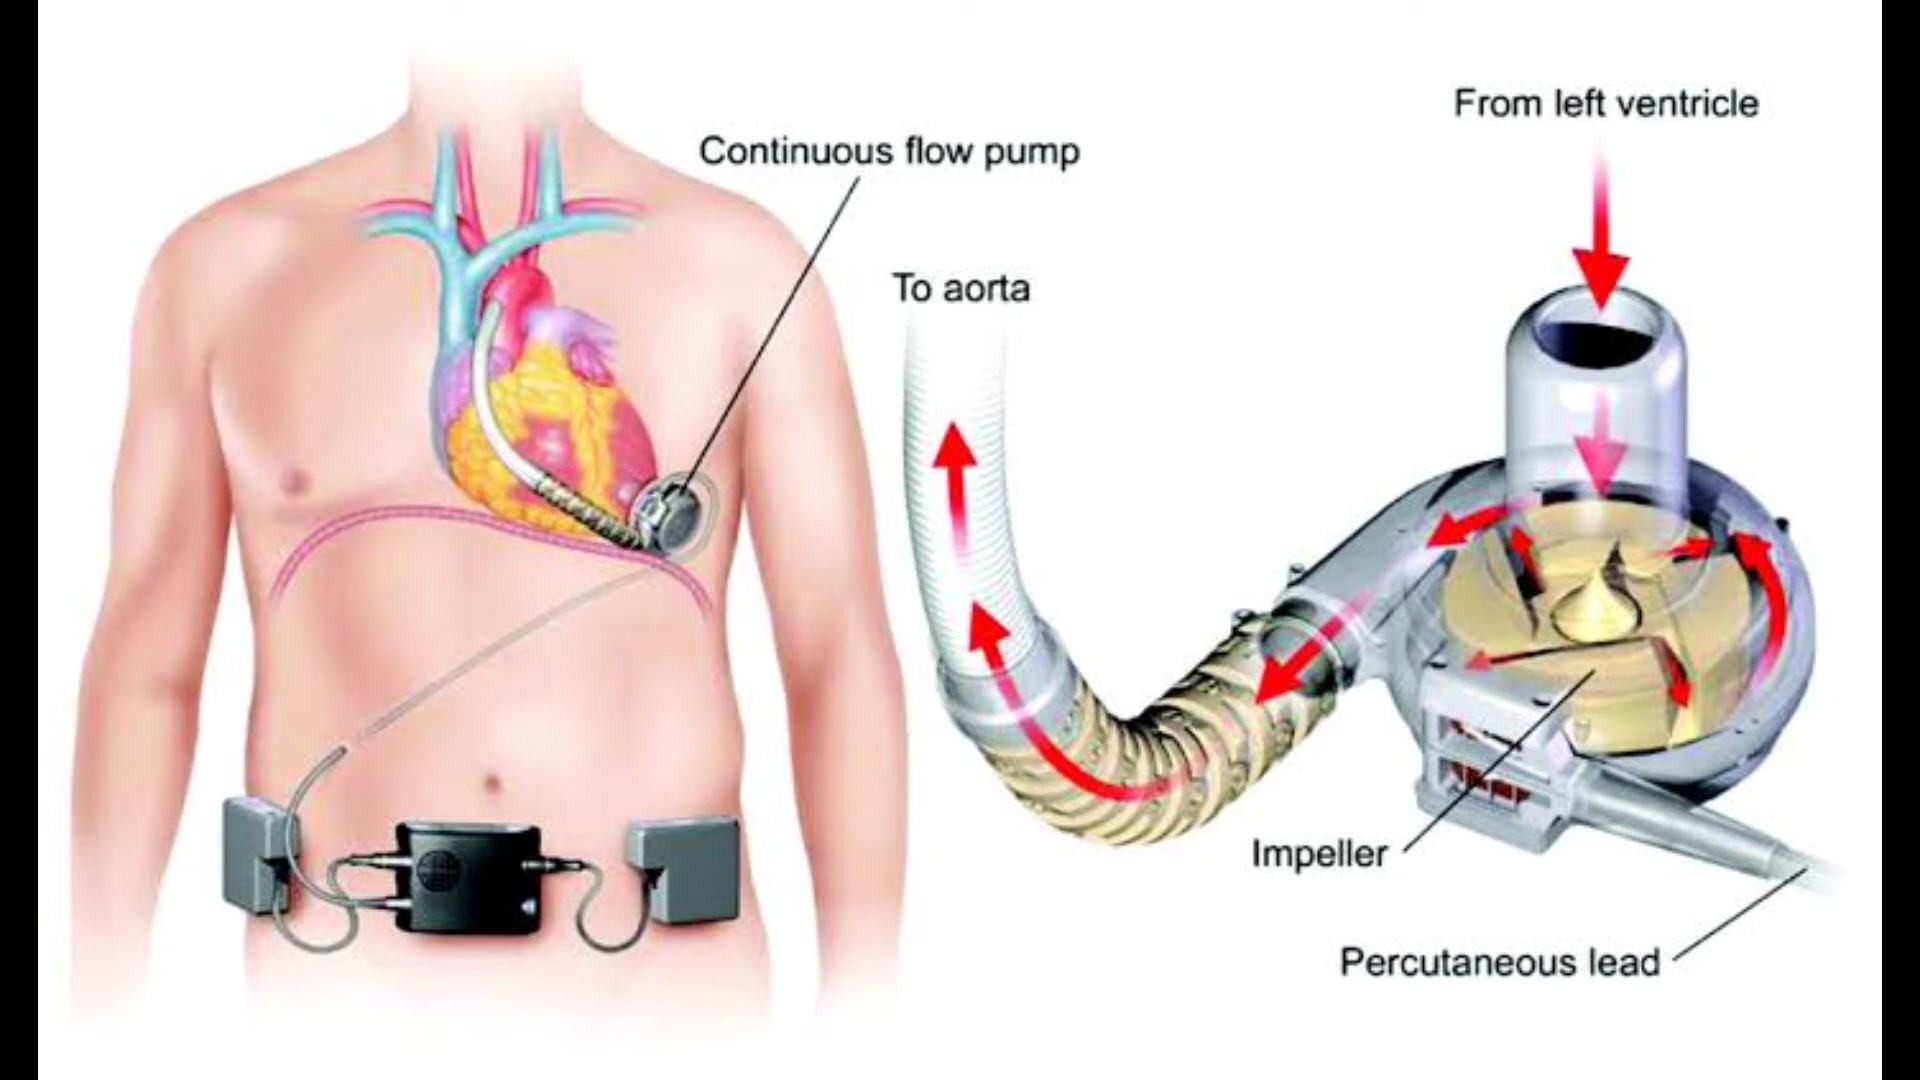 Continuous flow pump
From left ventricle
To aorta
Impeller
Percutaneous lead